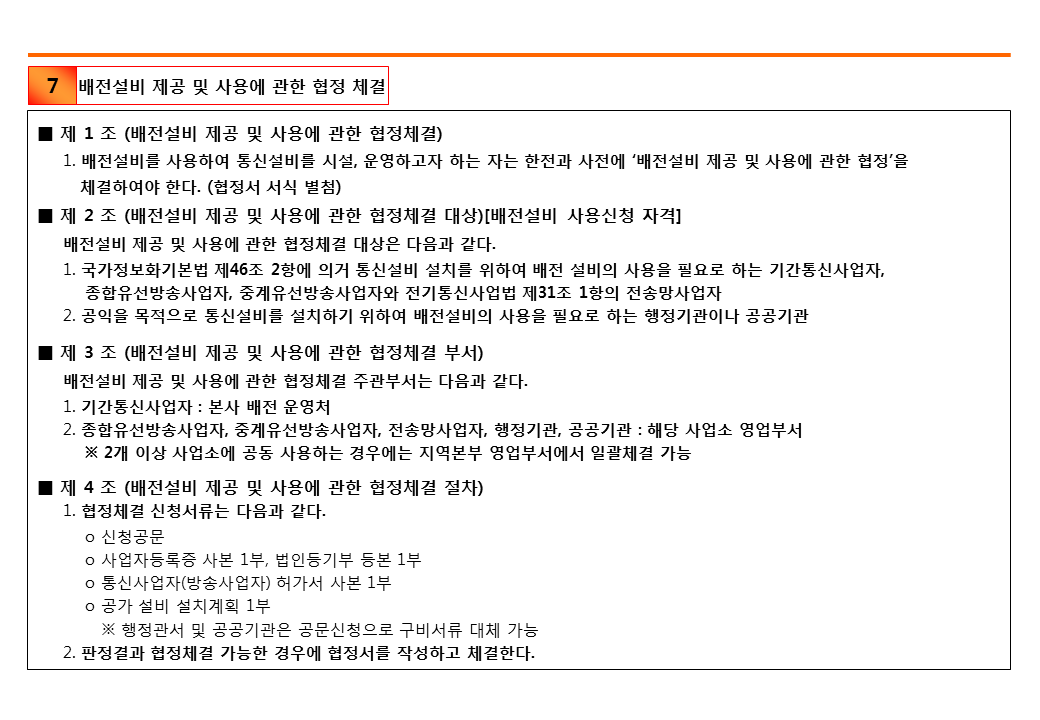 7 배전설비 제공 및 사용에 관한 협정 체결
■ 제 1 조 (배전설비 제공 및 사용에 관한 협정체결)
1. 배전설비를 사용하여 통신설비를 시설, 운영하고자 하는 자는 한전과 사전에 ‘배전설비 제공 및 사용에 관한 협정’을
체결하여야 한다. (협정서 서식 별첨)
■ 제 2 조 (배전설비 제공 및 사용에 관한 협정체결 대상)[배전설비 사용신청 자격]
배전설비 제공 및 사용에 관한 협정체결 대상은 다음과 같다.
1. 국가정보화기본법 제46조 2항에 의거 통신설비 설치를 위하여 배전 설비의 사용을 필요로 하는 기간통신사업자,
종합유선방송사업자, 중계유선방송사업자와 전기통신사업법 제31조 1항의 전송망사업자
2. 공익을 목적으로 통신설비를 설치하기 위하여 배전설비의 사용을 필요로 하는 행정기관이나 공공기관
■ 제 3 조 (배전설비 제공 및 사용에 관한 협정체결 부서)
배전설비 제공 및 사용에 관한 협정체결 주관부서는 다음과 같다.
1. 기간통신사업자 : 본사 배전 운영처
2. 종합유선방송사업자, 중계유선방송사업자, 전송망사업자, 행정기관, 공공기관 : 해당 사업소 영업부서
※ 2개 이상 사업소에 공동 사용하는 경우에는 지역본부 영업부서에서 일괄체결 가능
■ 제 4 조 (배전설비 제공 및 사용에 관한 협정체결 절차)
1. 협정체결 신청서류는 다음과 같다.
ㅇ 신청공문
ㅇ 사업자등록증 사본 1부, 법인등기부 등본 1부
ㅇ 통신사업자(방송사업자) 허가서 사본 1부
ㅇ 공가 설비 설치계획 1부
※ 행정관서 및 공공기관은 공문신청으로 구비서류 대체 가능
2. 판정결과 협정체결 가능한 경우에 협정서를 작성하고 체결한다.